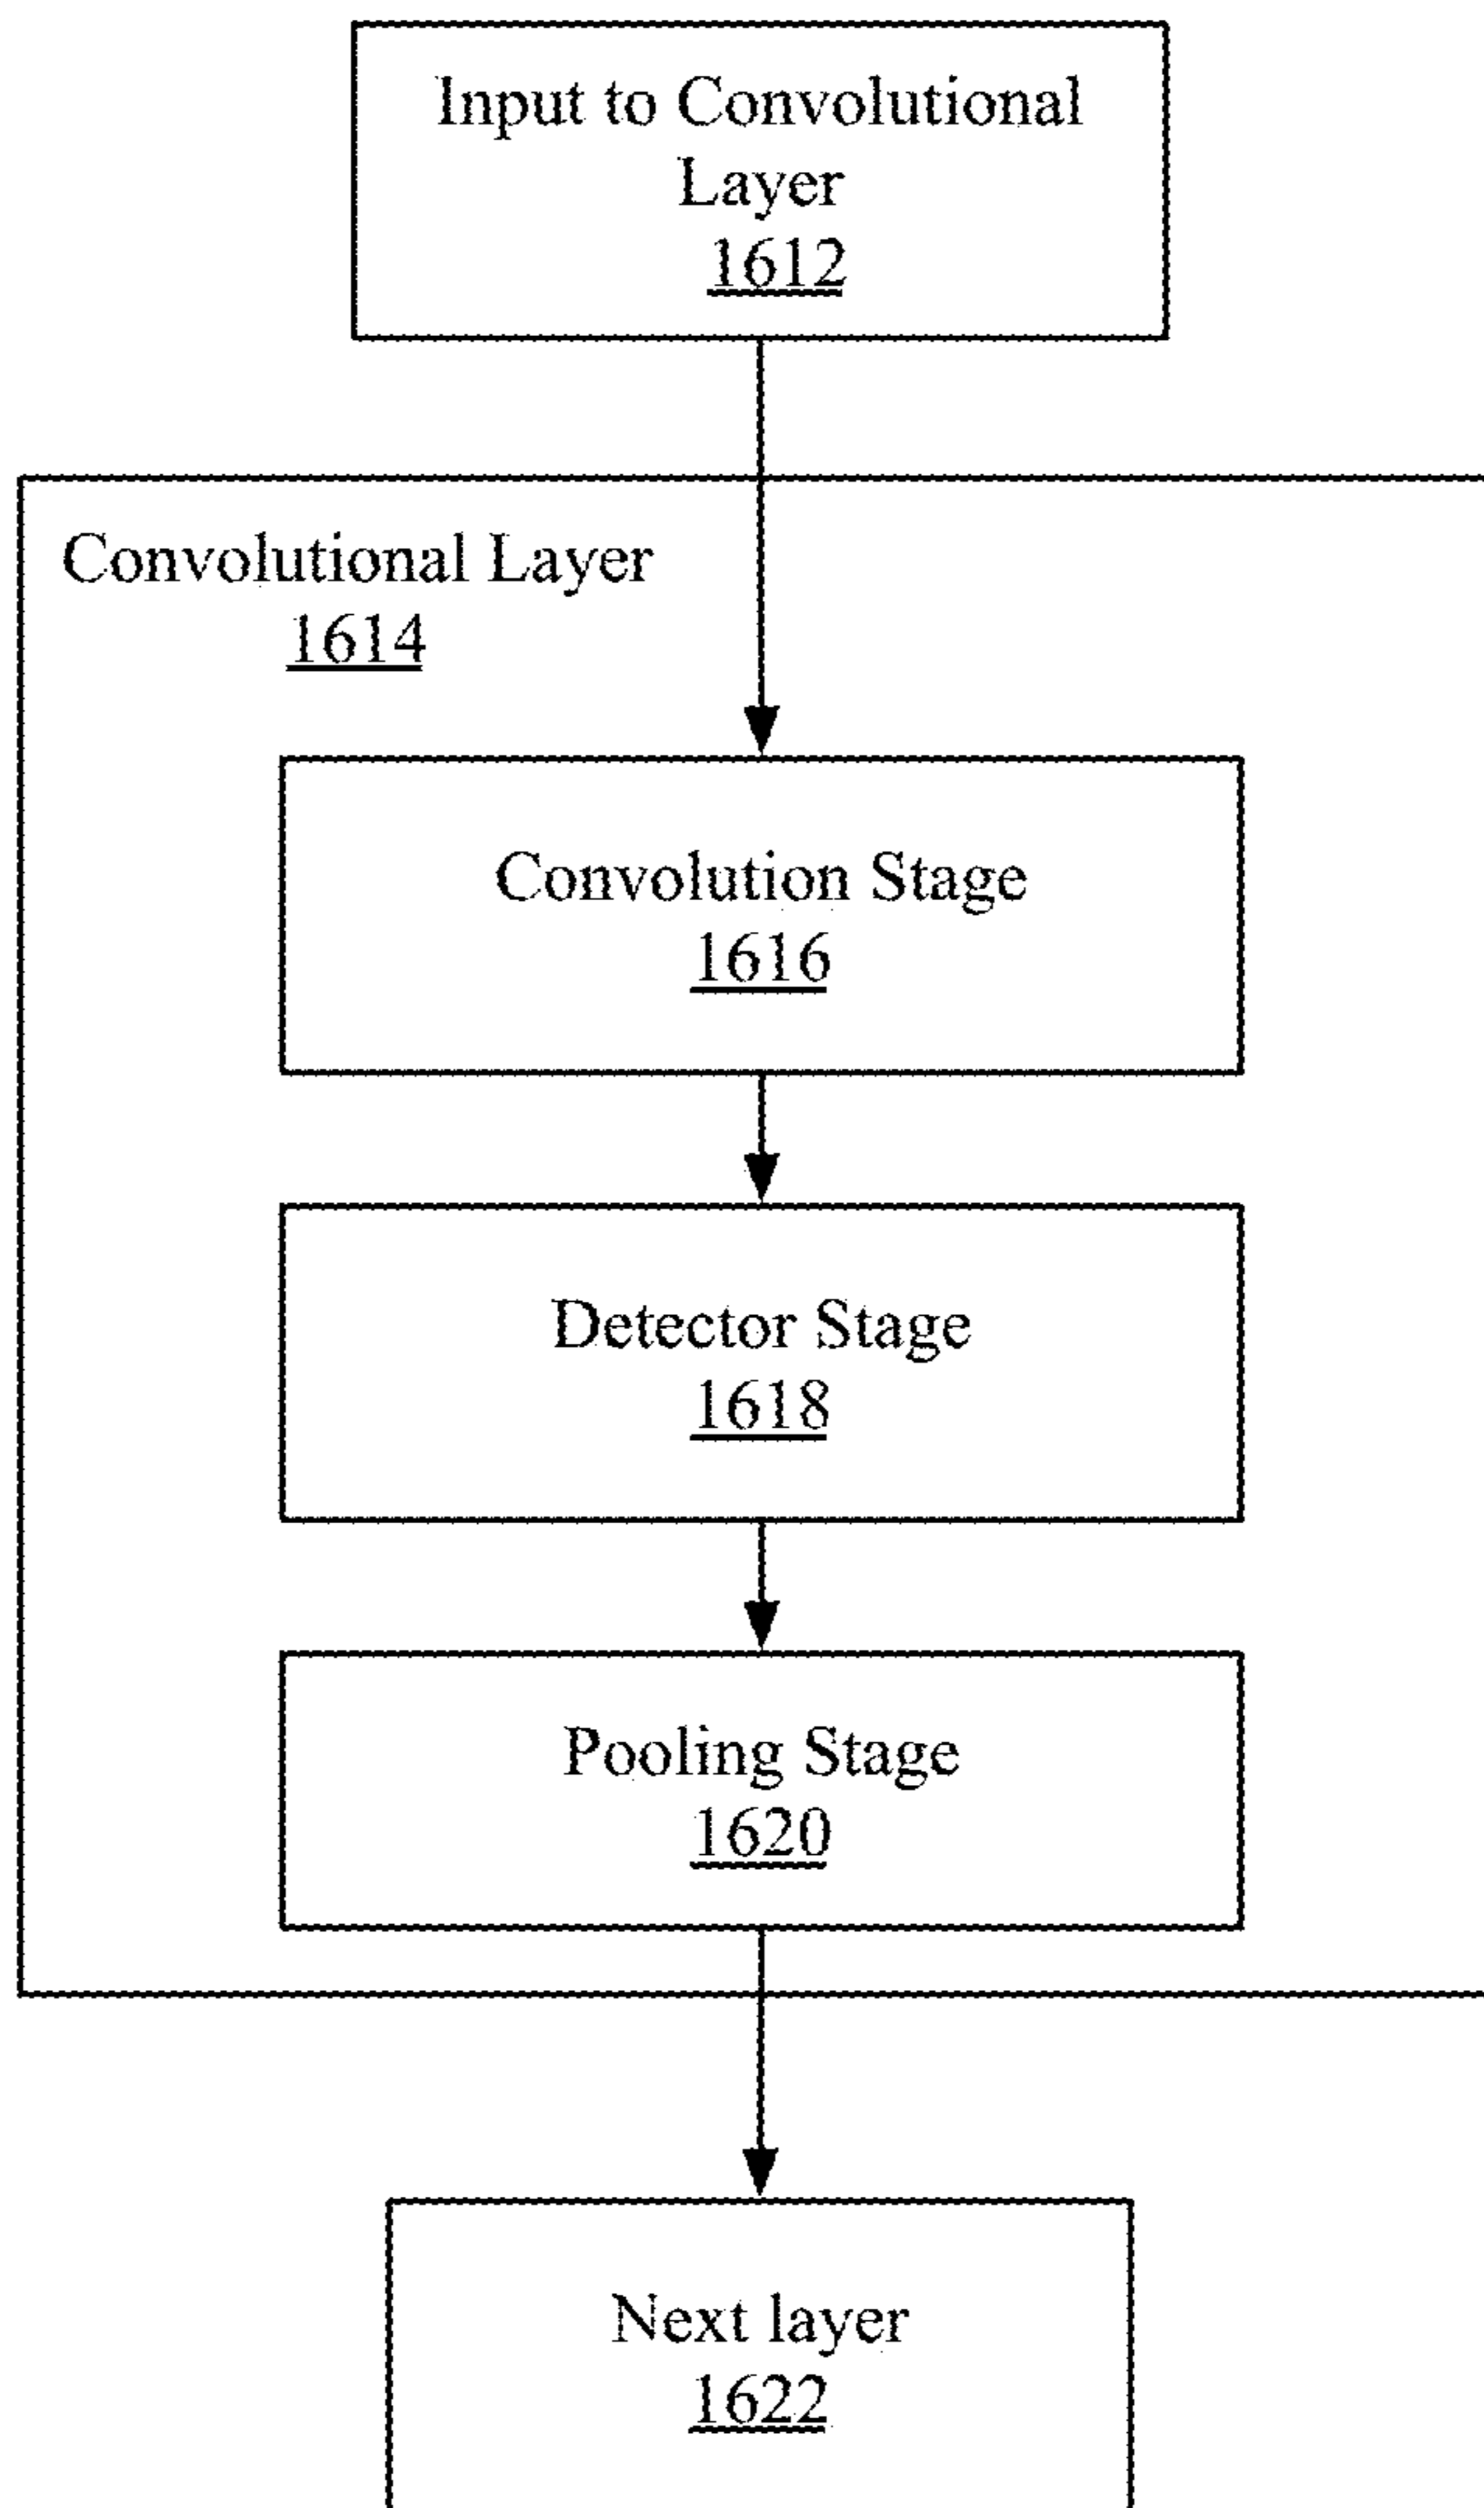 Input to Convolutional
Layer
1612
Convolutional Layer
1614
Convolution Stage
1616
Detector Stage
1618
Pooling Stage
1620
Next layer
1622